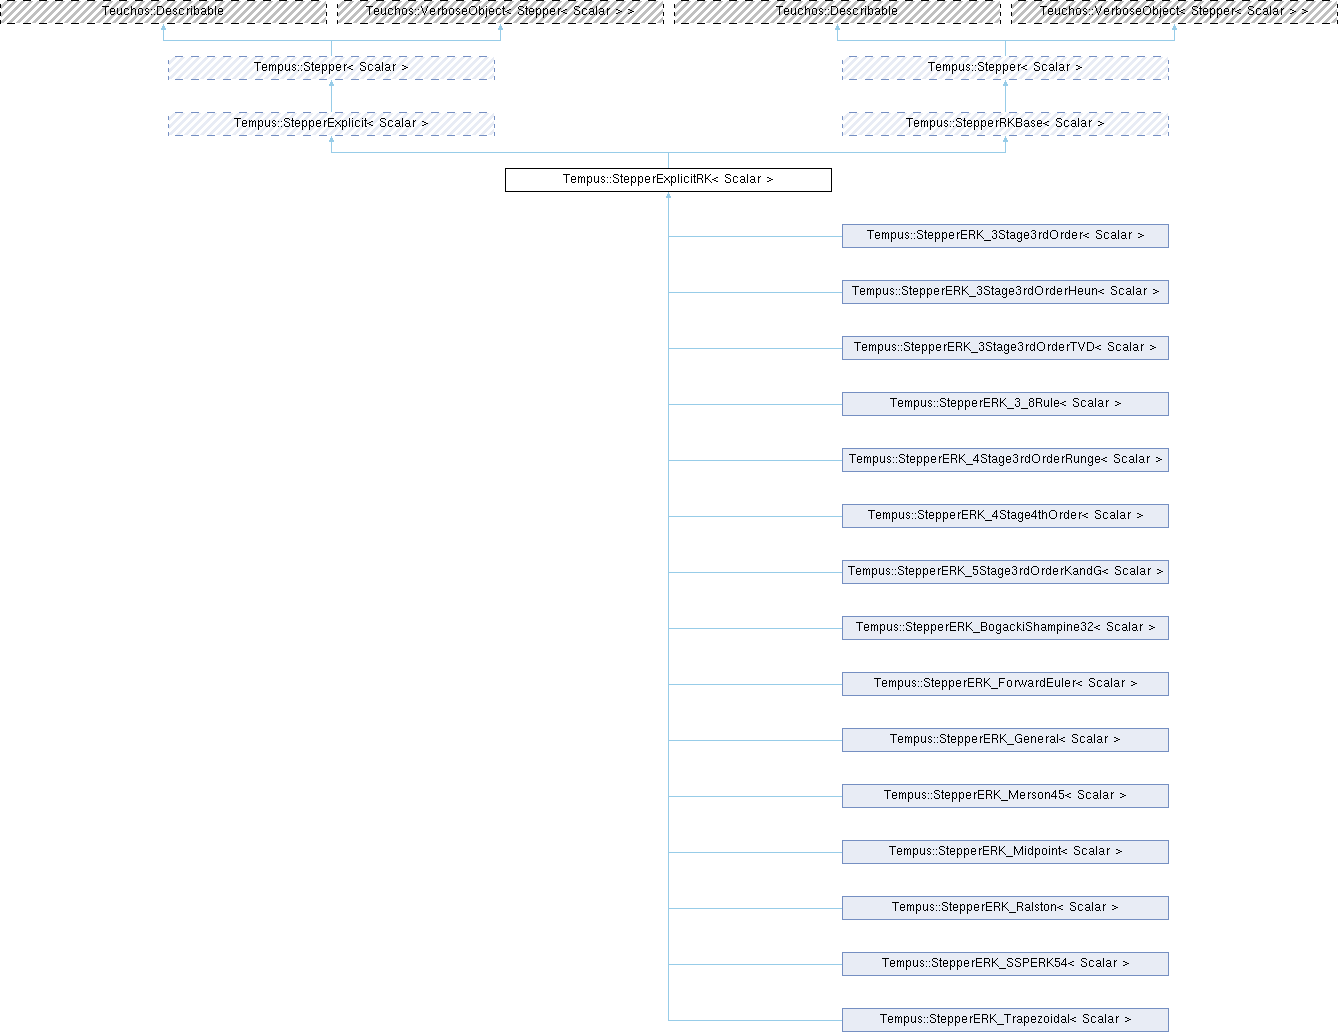 Teuchos::Describable
Teuchos::VerboseObject< Stepper< Scalar > >
Teuchos::Describable
Teuchos::VerboseObject< Stepper< Scalar > >
Tempus::Stepper< Scalar >
Tempus::Stepper< Scalar >
Tempus::StepperExplicit< Scalar >
Tempus::StepperRKBase< Scalar >
Tempus::StepperExplicitRK< Scalar >
Tempus::StepperERK_3Stage3rdOrder< Scalar >
Tempus::StepperERK_3Stage3rdOrderHeun< Scalar >
Tempus::StepperERK_3Stage3rdOrderTVD< Scalar >
Tempus::StepperERK_3_8Rule< Scalar >
Tempus::StepperERK_4Stage3rdOrderRunge< Scalar >
Tempus::StepperERK_4Stage4thOrder< Scalar >
Tempus::StepperERK_5Stage3rdOrderKandG< Scalar >
Tempus::StepperERK_BogackiShampine32< Scalar >
Tempus::StepperERK_ForwardEuler< Scalar >
Tempus::StepperERK_General< Scalar >
Tempus::StepperERK_Merson45< Scalar >
Tempus::StepperERK_Midpoint< Scalar >
Tempus::StepperERK_Ralston< Scalar >
Tempus::StepperERK_SSPERK54< Scalar >
Tempus::StepperERK_Trapezoidal< Scalar >